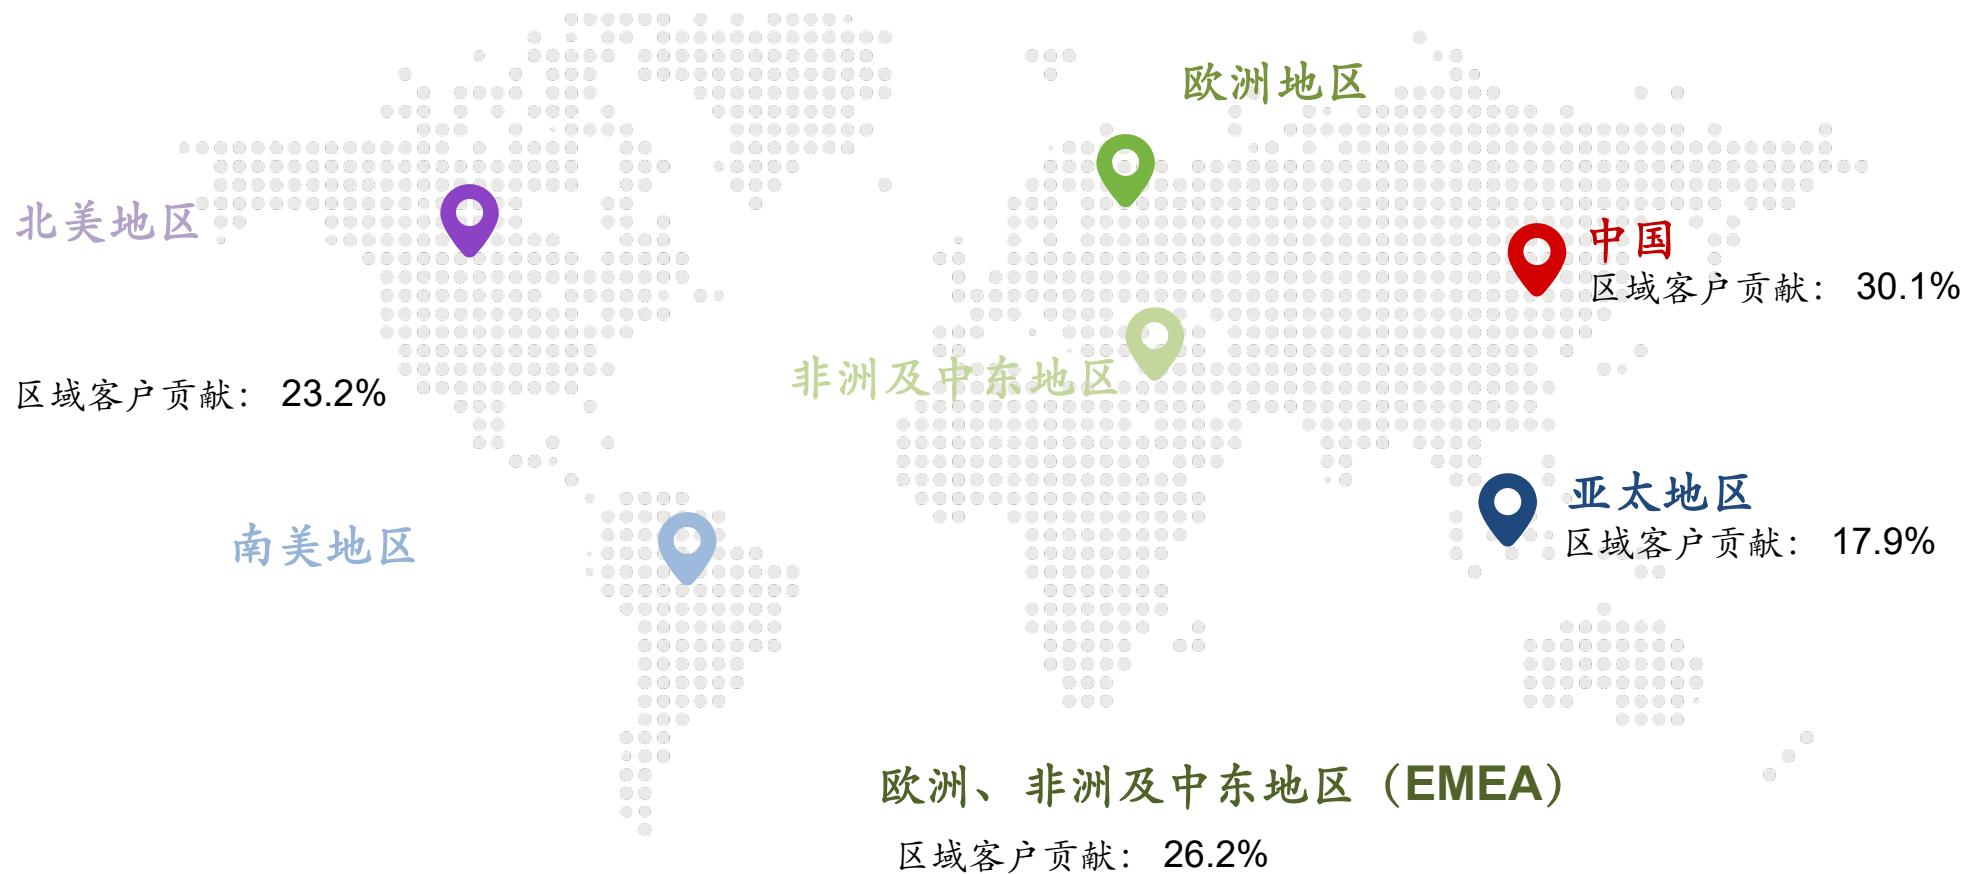 欧洲地区
北美地区
中国
区域客户贡献： 30.1%
非洲及中东地区
区域客户贡献： 23.2%
亚太地区
区域客户贡献： 17.9%
南美地区
欧洲、非洲及中东地区（EMEA）
区域客户贡献： 26.2%